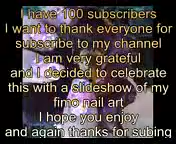 I have 100 subscribers
I want to thank everyone for
subscribe to my channel
I am very grateful
and I decided to celebrate
this with a slideshow of my
fimo nail art
I hope you enjoy
and again thanks for subing